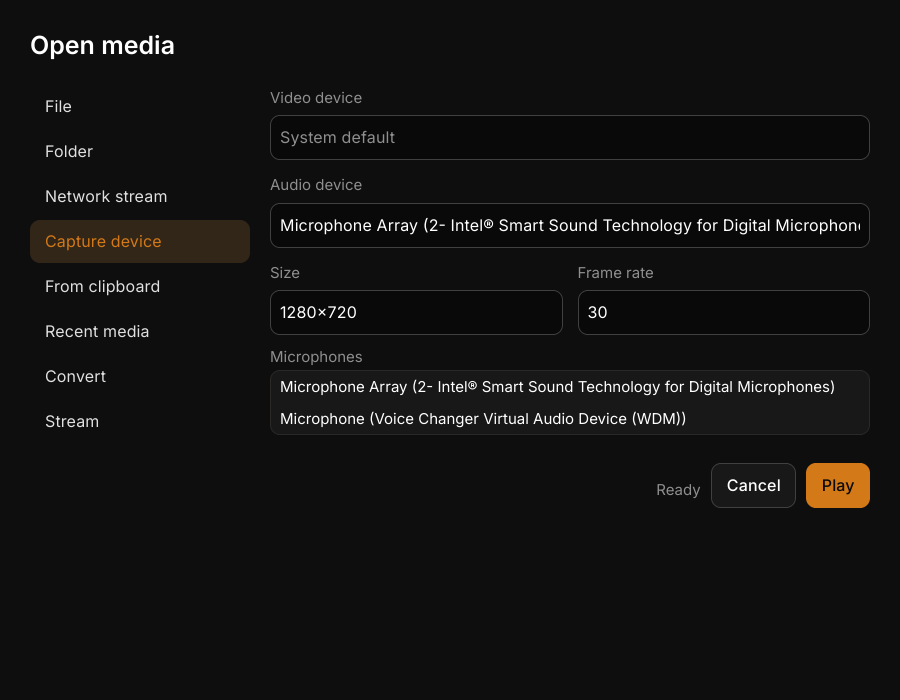 Open media
File
Folder
Network stream
Capture device
From clipboard
Recent media
Convert
Stream
Video device
System default
Audio device
Microphone Array (2- Intel® Smart Sound Technology for Digital Microphon
Size
Frame rate
1280×720
30
Microphones
Microphone Array (2- Intel® Smart Sound Technology for Digital Microphones)
Microphone (Voice Changer Virtual Audio Device (WDM))
Ready
Cancel
Play